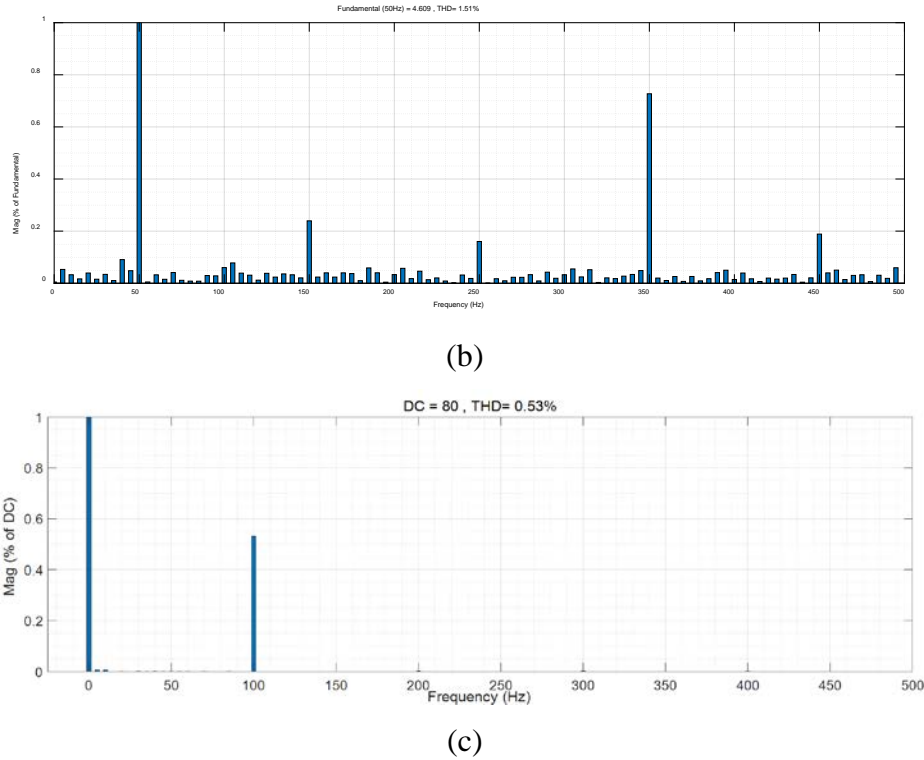 Fundamental (50Hz) = 4.609 , THD= 1.51%
1
0.8
0.6
0.4
0.2
0
Mag (% of Fundamental)
0 50 100 150 200 250 300 350 400 450 500
Frequency (Hz)
(b)
DC = 80 , THD= 0.53%
1
0.8
0.6
0.4
0.2
0
Mag (% of DC)
0 50 100 150 200 250 300 350 400 450 500
Frequency (Hz)
(c)